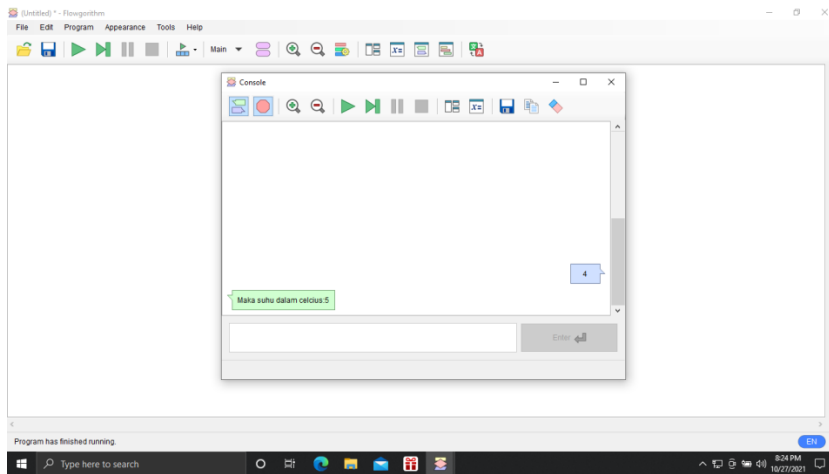 (Untitled) * - Flowgorithm
File Edit Program Appearance Tools Help
Main
Console
4
Maka suhu dalam celcius:5
Enter
Program has finished running.
EN
Type here to search
8:24 PM
10/27/2021